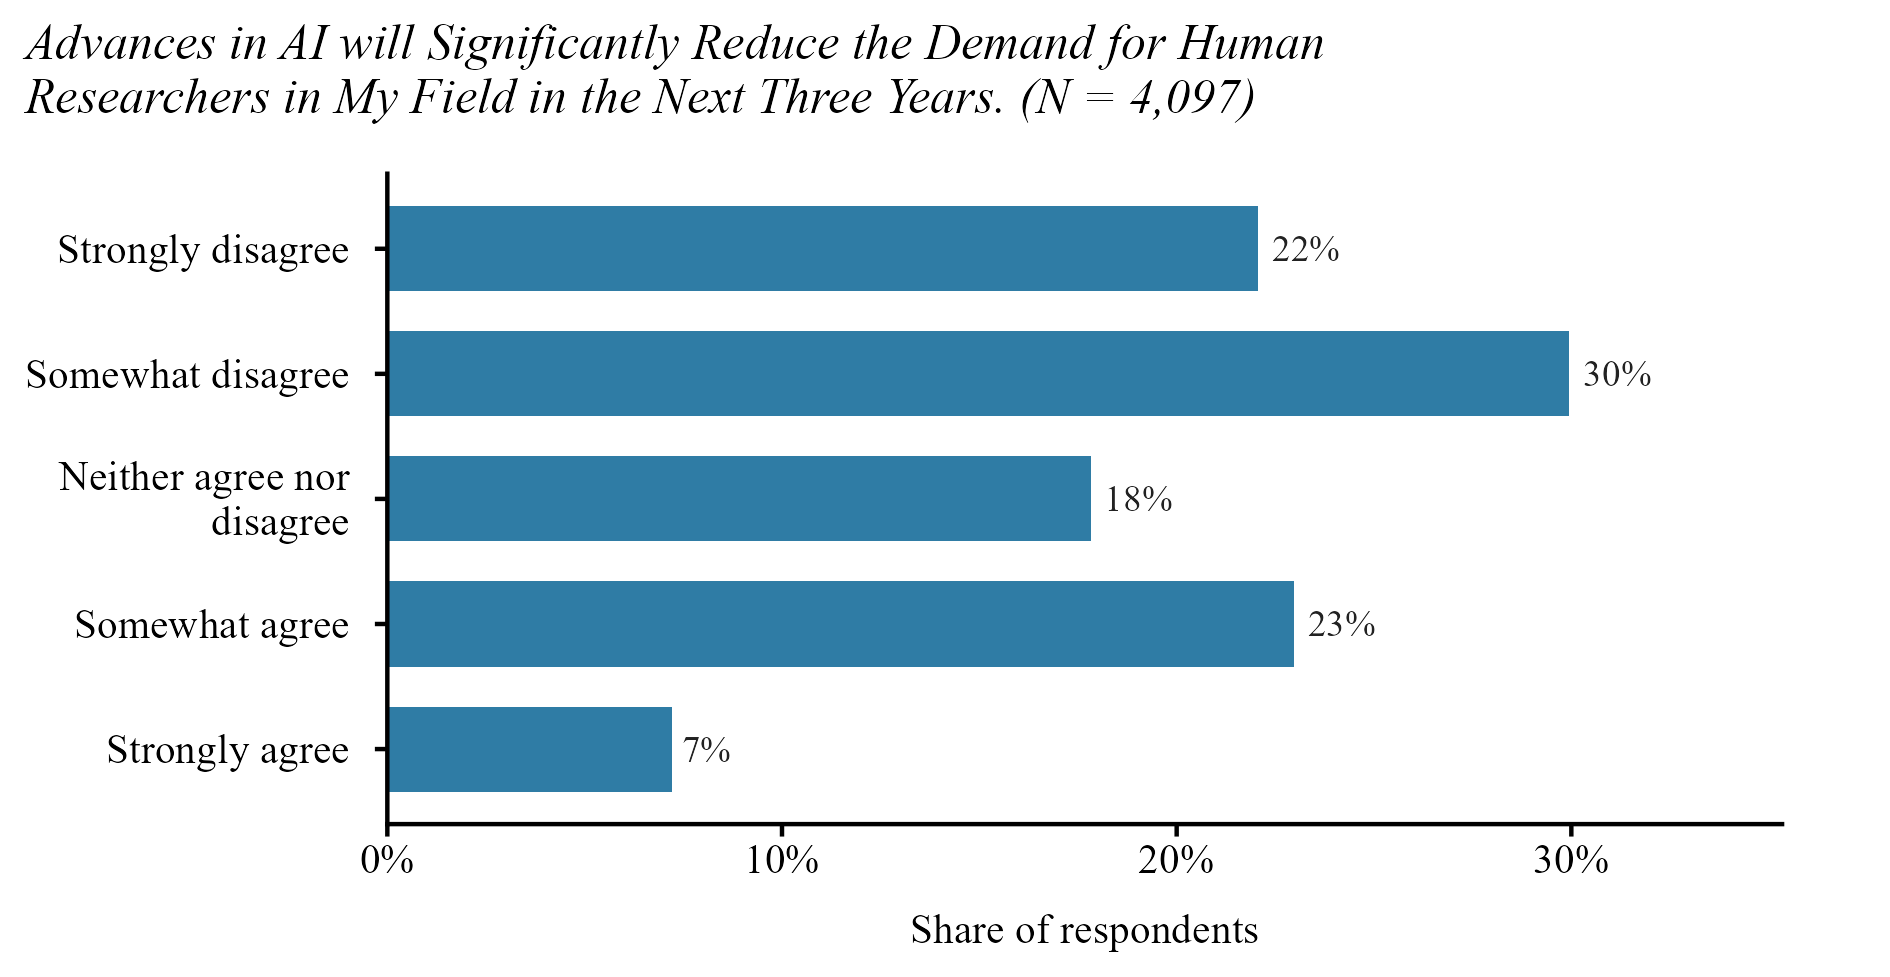 Advances in AI will Significantly Reduce the Demand for Human
Researchers in My Field in the Next Three Years. (N = 4,097)
Strongly disagree
22%
Somewhat disagree
30%
Neither agree nor
disagree
18%
Somewhat agree
23%
Strongly agree
7%
0%
10%
20%
30%
Share of respondents